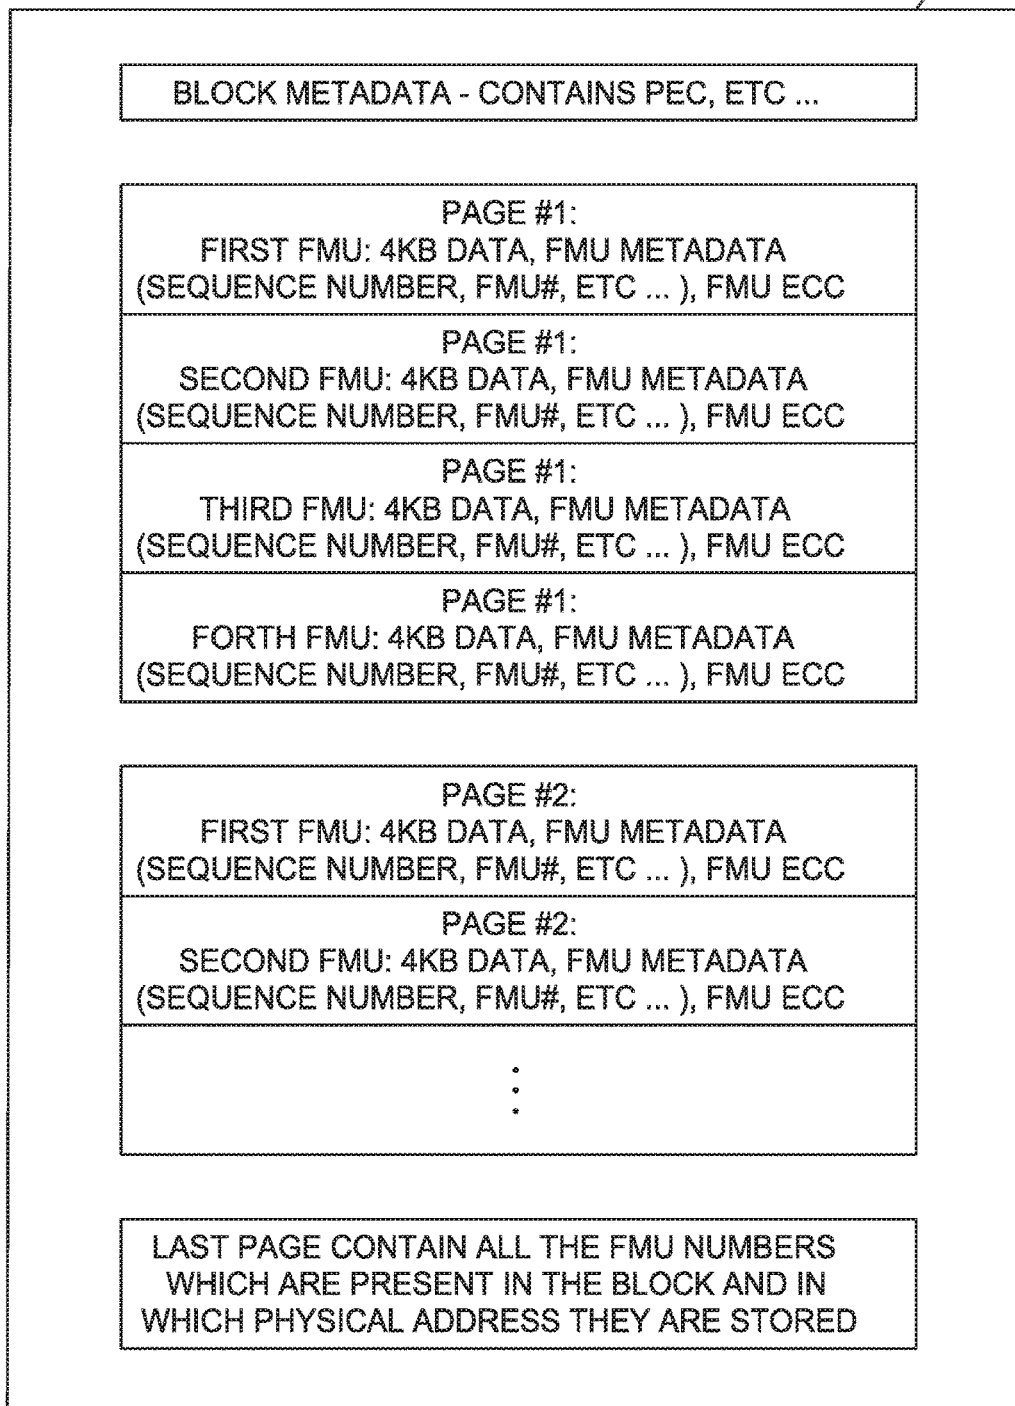 BLOCK METADATA - CONTAINS PEC, ETC ...
PAGE #1:
FIRST FMU: 4KB DATA, FMU METADATA
(SEQUENCE NUMBER, FMU#, ETC ... ), FMU ECC
PAGE #1:
SECOND FMU: 4KB DATA, FMU METADATA
(SEQUENCE NUMBER, FMU#, ETC ... ), FMU ECC
PAGE #1:
THIRD FMU: 4KB DATA, FMU METADATA
(SEQUENCE NUMBER, FMU#, ETC ... ), FMU ECC
PAGE #1:
FORTH FMU: 4KB DATA, FMU METADATA
(SEQUENCE NUMBER, FMU#, ETC ... ), FMU ECC
PAGE #2:
FIRST FMU: 4KB DATA, FMU METADATA
(SEQUENCE NUMBER, FMU#, ETC ... ), FMU ECC
PAGE #2:
SECOND FMU: 4KB DATA, FMU METADATA
(SEQUENCE NUMBER, FMU#, ETC ... ), FMU ECC
LAST PAGE CONTAIN ALL THE FMU NUMBERS
WHICH ARE PRESENT IN THE BLOCK AND IN
WHICH PHYSICAL ADDRESS THEY ARE STORED